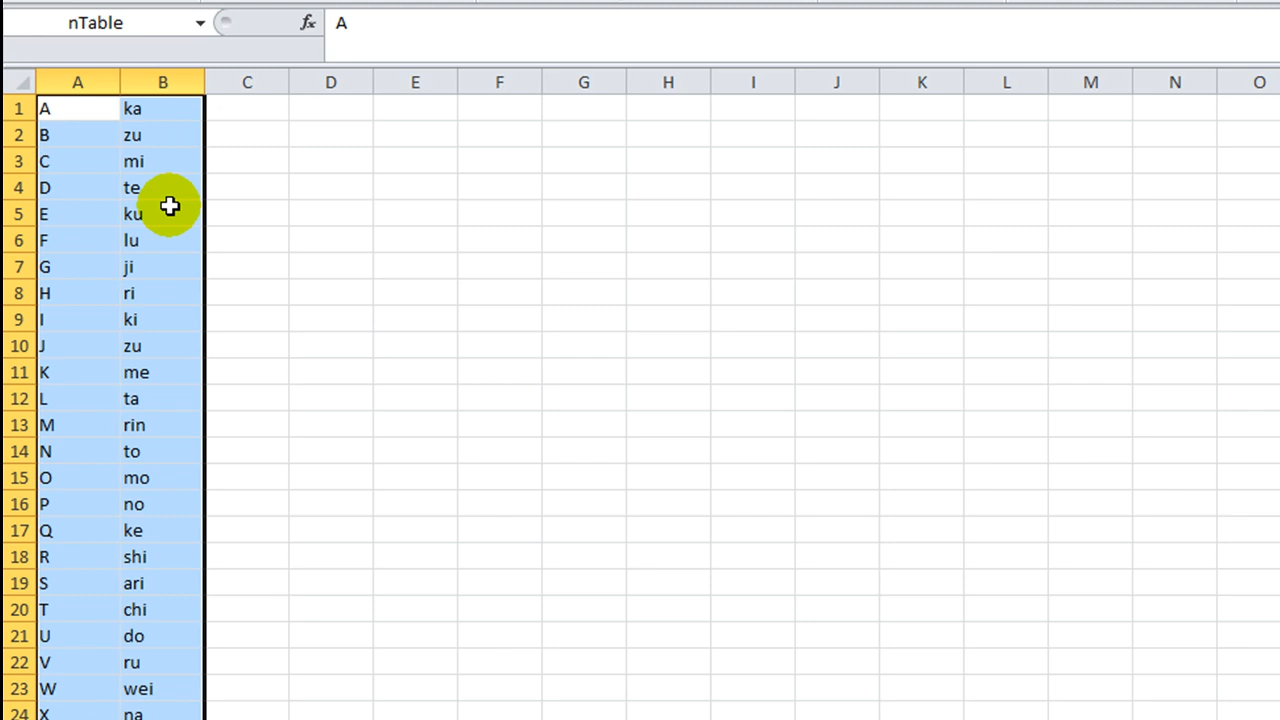 nTable fx A
A B C D E F G H I J K L M N O
1 A ka
2 B zu
3 C mi
4 D te
5 E ku
6 F lu
7 G ji
8 H ri
9 I ki
10 J zu
11 K me
12 L ta
13 M rin
14 N to
15 O mo
16 P no
17 Q ke
18 R shi
19 S ari
20 T chi
21 U do
22 V ru
23 W wei
24 X na